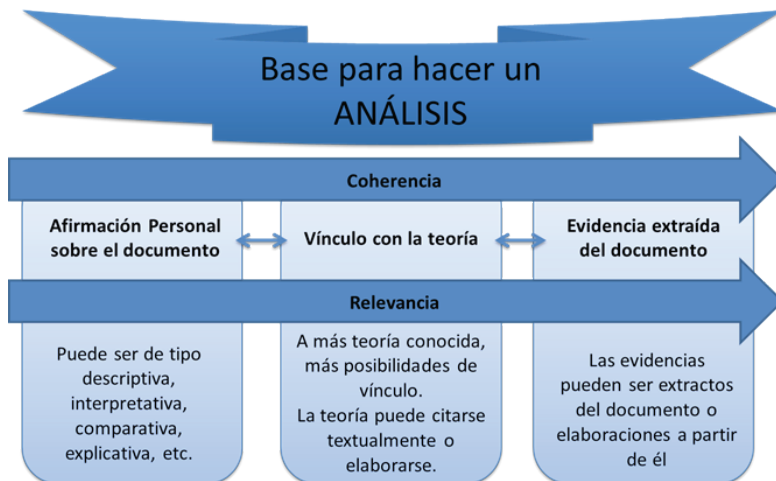 Base para hacer un
ANÁLISIS
Coherencia
Afirmación Personal
sobre el documento
Vínculo con la teoría
Evidencia extraída
del documento
Relevancia
Puede ser de tipo
descriptiva,
interpretativa,
comparativa,
explicativa, etc.
A más teoría conocida,
más posibilidades de
vínculo.
La teoría puede citarse
textualmente o
elaborarse.
Las evidencias
pueden ser extractos
del documento o
elaboraciones a partir
de él